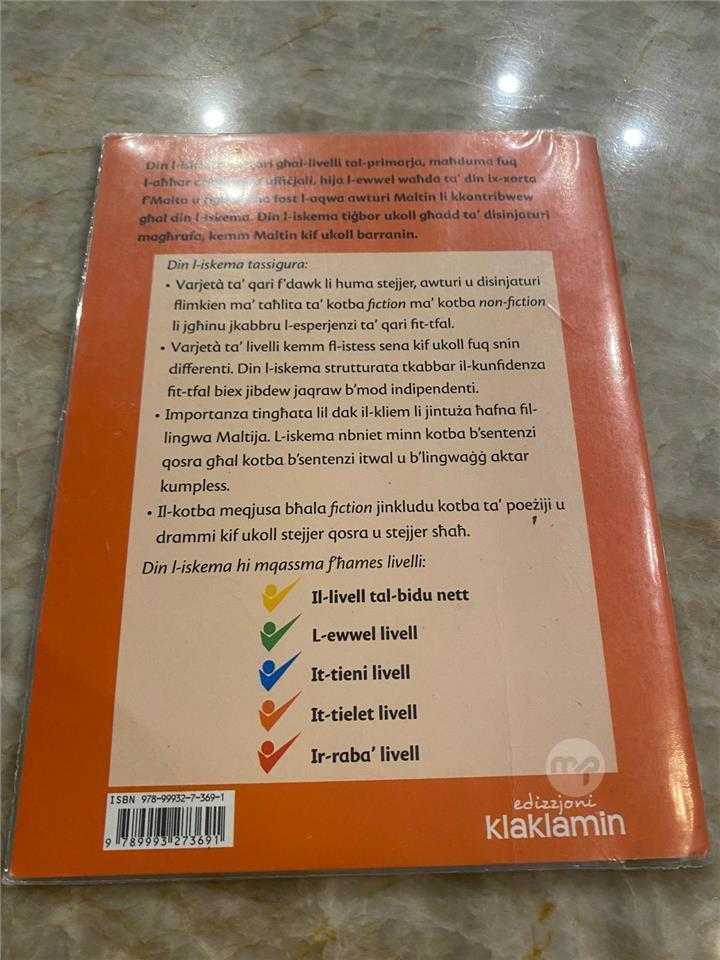 Din l-iskema qari għal-livelli tal-primarja, maħduma fuq
l-aħħar uffiċjali, hija l-ewwel waħda ta' din ix-xorta
f'Malta u fost l-aqwa awturi Maltin li kkontribwew
għal din l-iskema. Din l-iskema tiġbor ukoll għadd ta' disinjaturi
magħrufa, kemm Maltin kif ukoll barranin.
Din l-iskema tassigura:
• Varjetà ta' qari f'dawk li huma stejjer, awturi u disinjaturi
flimkien ma' taħlita ta' kotba fiction ma' kotba non-fiction
li jgħinu jkabbru l-esperjenzi ta' qari fit-tfal.
• Varjetà ta' livelli kemm fl-istess sena kif ukoll fuq snin
differenti. Din l-iskema strutturata tkabbar il-kunfidenza
fit-tfal biex jibdew jaqraw b'mod indipendenti.
• Importanza tingħata lil dak il-kliem li jintuża ħafna fil-
lingwa Maltija. L-iskema nbniet minn kotba b'sentenzi
qosra għal kotba b'sentenzi itwal u b'lingwaġġ aktar
kumpless.
• Il-kotba meqjusa bħala fiction jinkludu kotba ta' poeżiji u
drammi kif ukoll stejjer qosra u stejjer sħaħ.
Din l-iskema hi mqassma f'ħames livelli:
Il-livell tal-bidu nett
L-ewwel livell
It-tieni livell
It-tielet livell
Ir-raba' livell
mp
ISBN 978-99932-7-369-1
9 789993 273691
edizzjoni
klaklamin